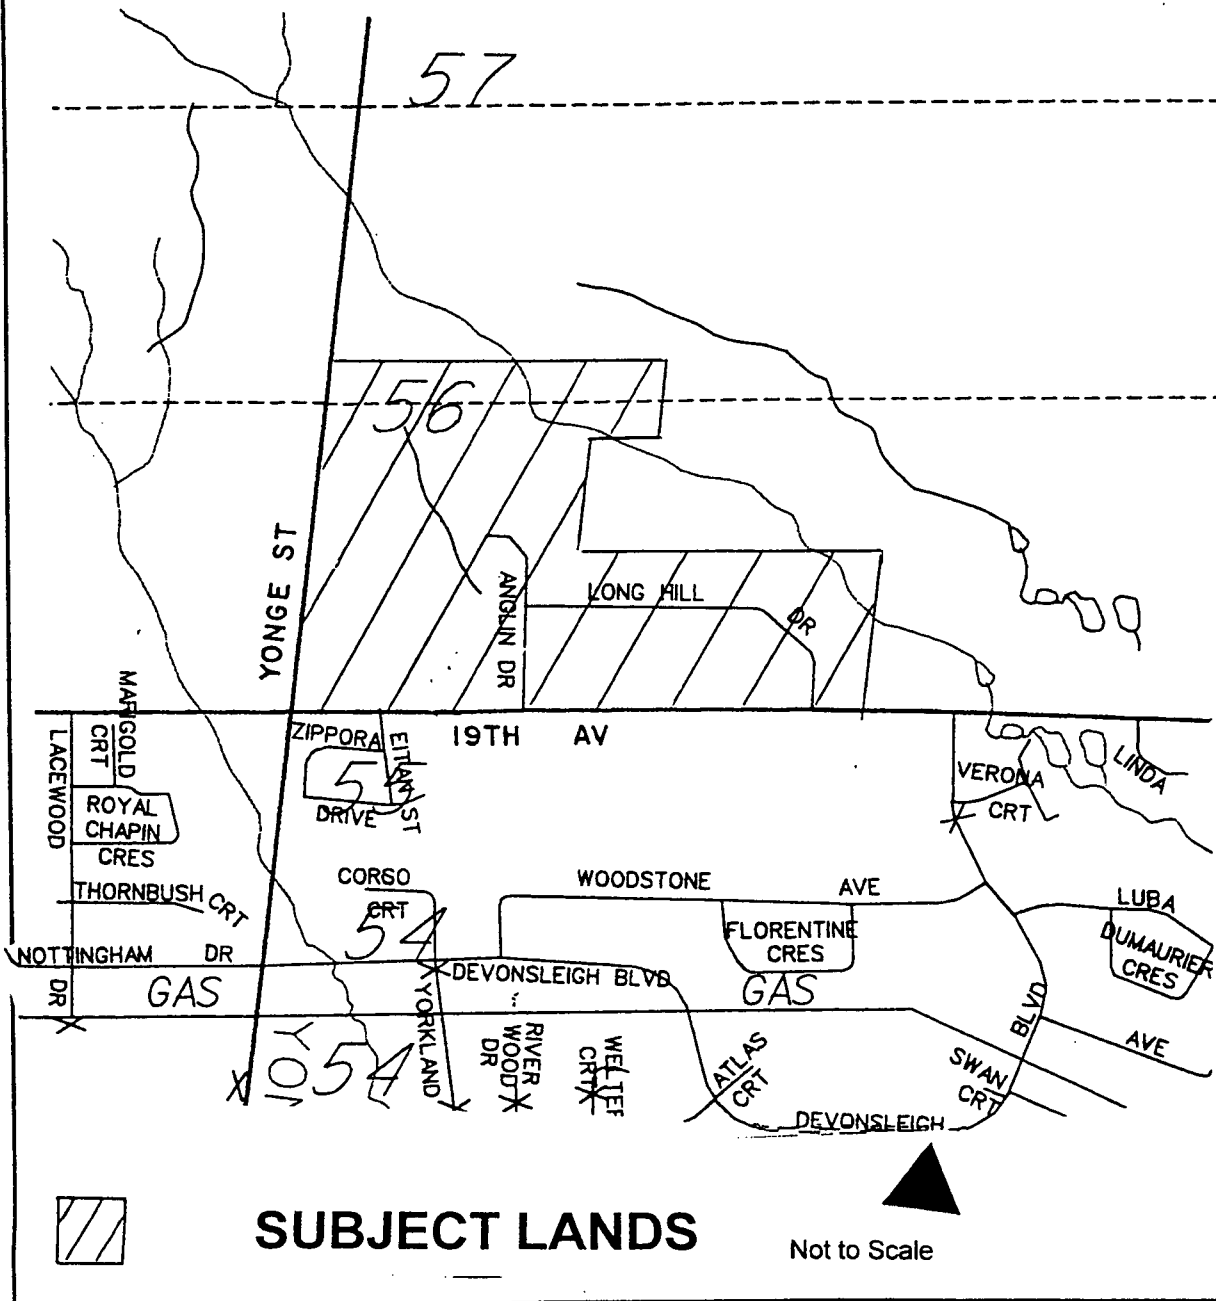 57
56
YONGE ST
ANGLIN DR
LONG HILL
DR
MARIGOLD
CRT
LACEWOOD
DR
ZIPPORA
DRIVE
EITAN ST
55
19TH AV
VERONA
CRT
LINDA
ROYAL
CHAPIN
CRES
THORNBUSH CRT
CORSO
CRT
54
WOODSTONE AVE
FLORENTINE
CRES
LUBA
AVE
DUMAURIER
CRES
NOTTINGHAM DR
DEVONSLEIGH BLVD
GAS
GAS
YORKLAND
54
RIVER
WOOD
DR
CRT
ATLAS
CRT
SWAN
CRT
BLVD
DEVONSLEIGH
SUBJECT LANDS
Not to Scale